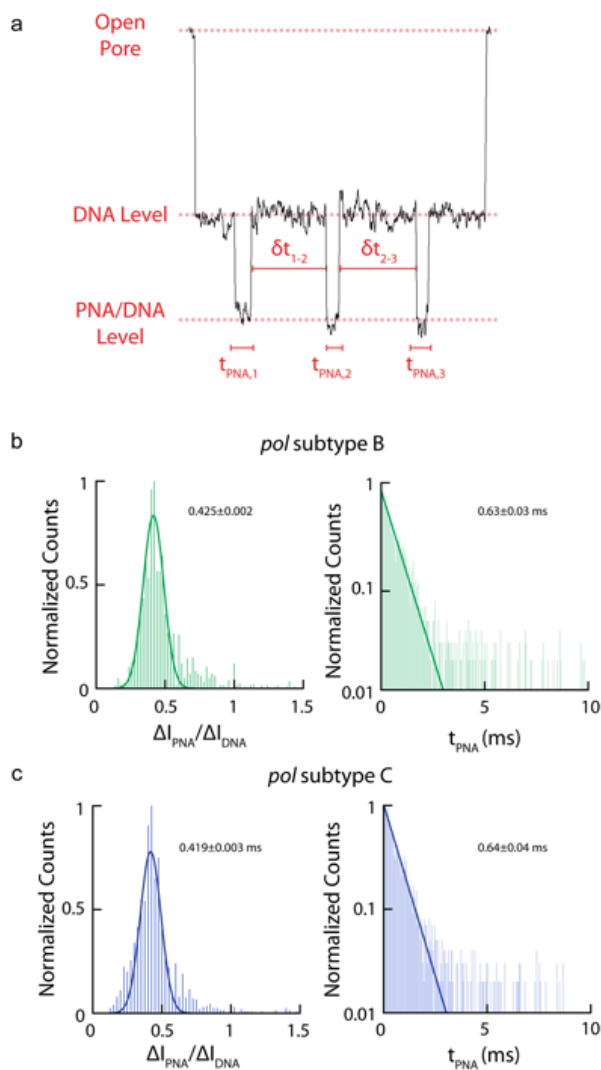 a
Open
Pore
DNA Level
δt1-2
δt2-3
PNA/DNA
Level
tPNA,1
tPNA,2
tPNA,3
b
pol subtype B
Normalized Counts
1
0.5
0
0.425±0.002
0
0.5
1
1.5
ΔIPNA/ΔIDNA
Normalized Counts
1
0.1
0.01
0.63±0.03 ms
0
5
10
tPNA (ms)
c
pol subtype C
Normalized Counts
1
0.5
0
0.419±0.003 ms
0
0.5
1
1.5
ΔIPNA/ΔIDNA
Normalized Counts
1
0.1
0.01
0.64±0.04 ms
0
5
10
tPNA (ms)